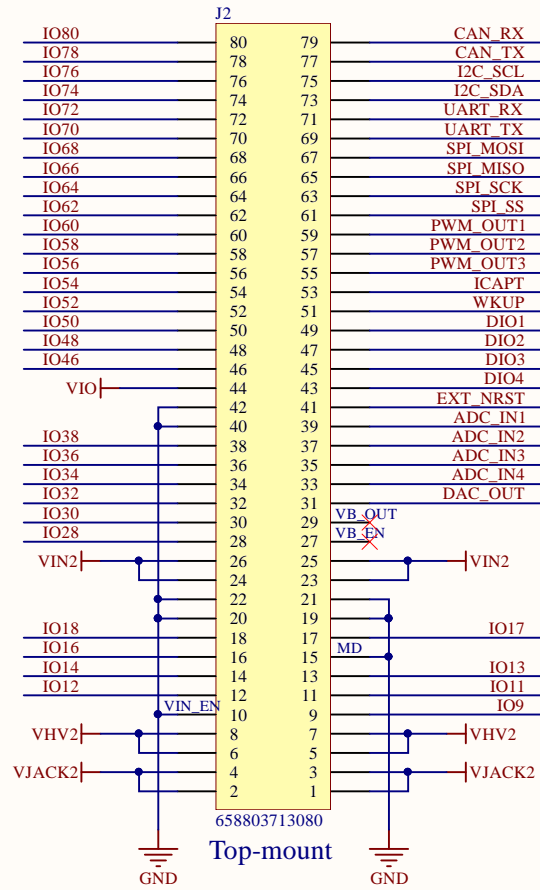 J2
IO80 80 79 CAN_RX
IO78 78 77 CAN_TX
IO76 76 75 I2C_SCL
IO74 74 73 I2C_SDA
IO72 72 71 UART_RX
IO70 70 69 UART_TX
IO68 68 67 SPI_MOSI
IO66 66 65 SPI_MISO
IO64 64 63 SPI_SCK
IO62 62 61 SPI_SS
IO60 60 59 PWM_OUT1
IO58 58 57 PWM_OUT2
IO56 56 55 PWM_OUT3
IO54 54 53 ICAPT
IO52 52 51 WKUP
IO50 50 49 DIO1
IO48 48 47 DIO2
IO46 46 45 DIO3
VIO 44 43 DIO4
42 41 EXT_NRST
40 39 ADC_IN1
IO38 38 37 ADC_IN2
IO36 36 35 ADC_IN3
IO34 34 33 ADC_IN4
IO32 32 31 DAC_OUT
IO30 30 29 VB_OUT
IO28 28 27 VB_EN
VIN2 26 25 VIN2
24 23
22 21
20 19
IO18 18 17 IO17
IO16 16 15 MD
IO14 14 13 IO13
IO12 12 11 IO11
VIN_EN 10 9 IO9
VHV2 8 7 VHV2
6 5
VJACK2 4 3 VJACK2
2 1
658803713080
Top-mount
GND GND